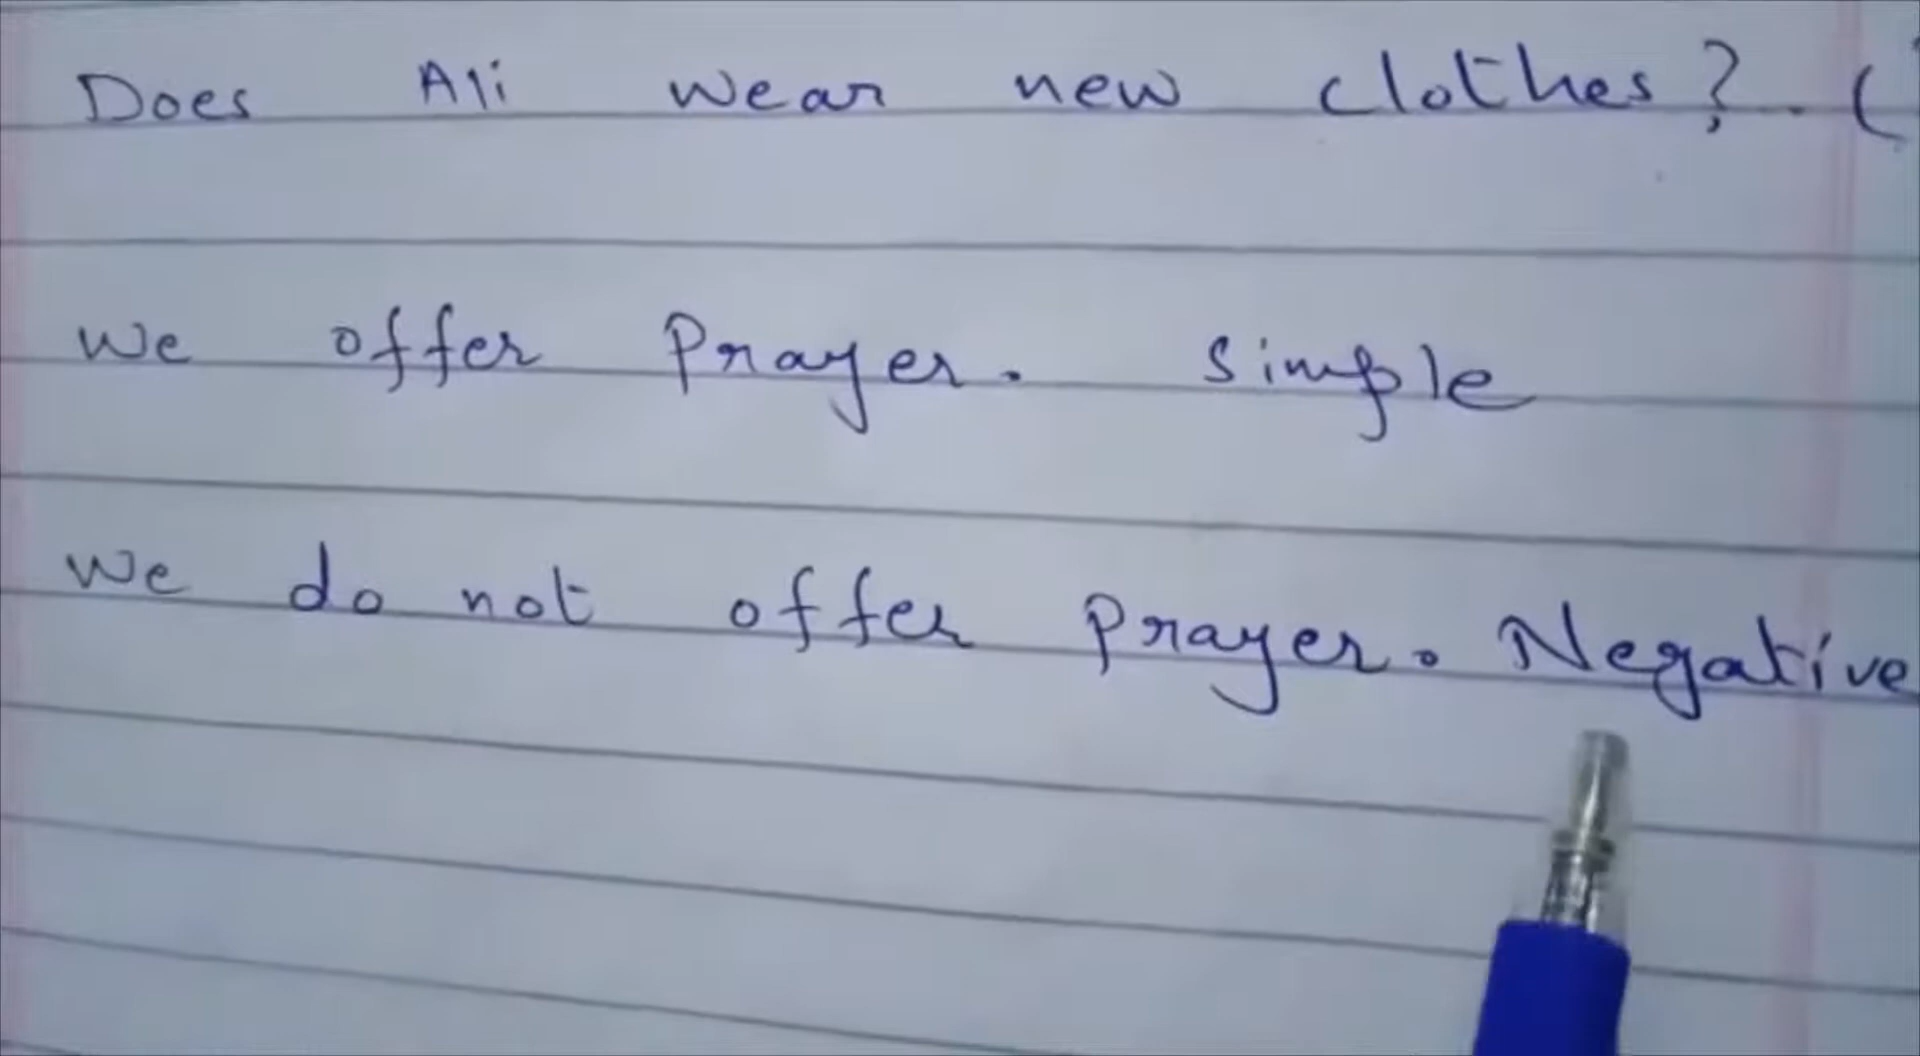 Does Ali wear new clothes? (
We offer Prayer. Simple
We do not offer Prayer. Negative